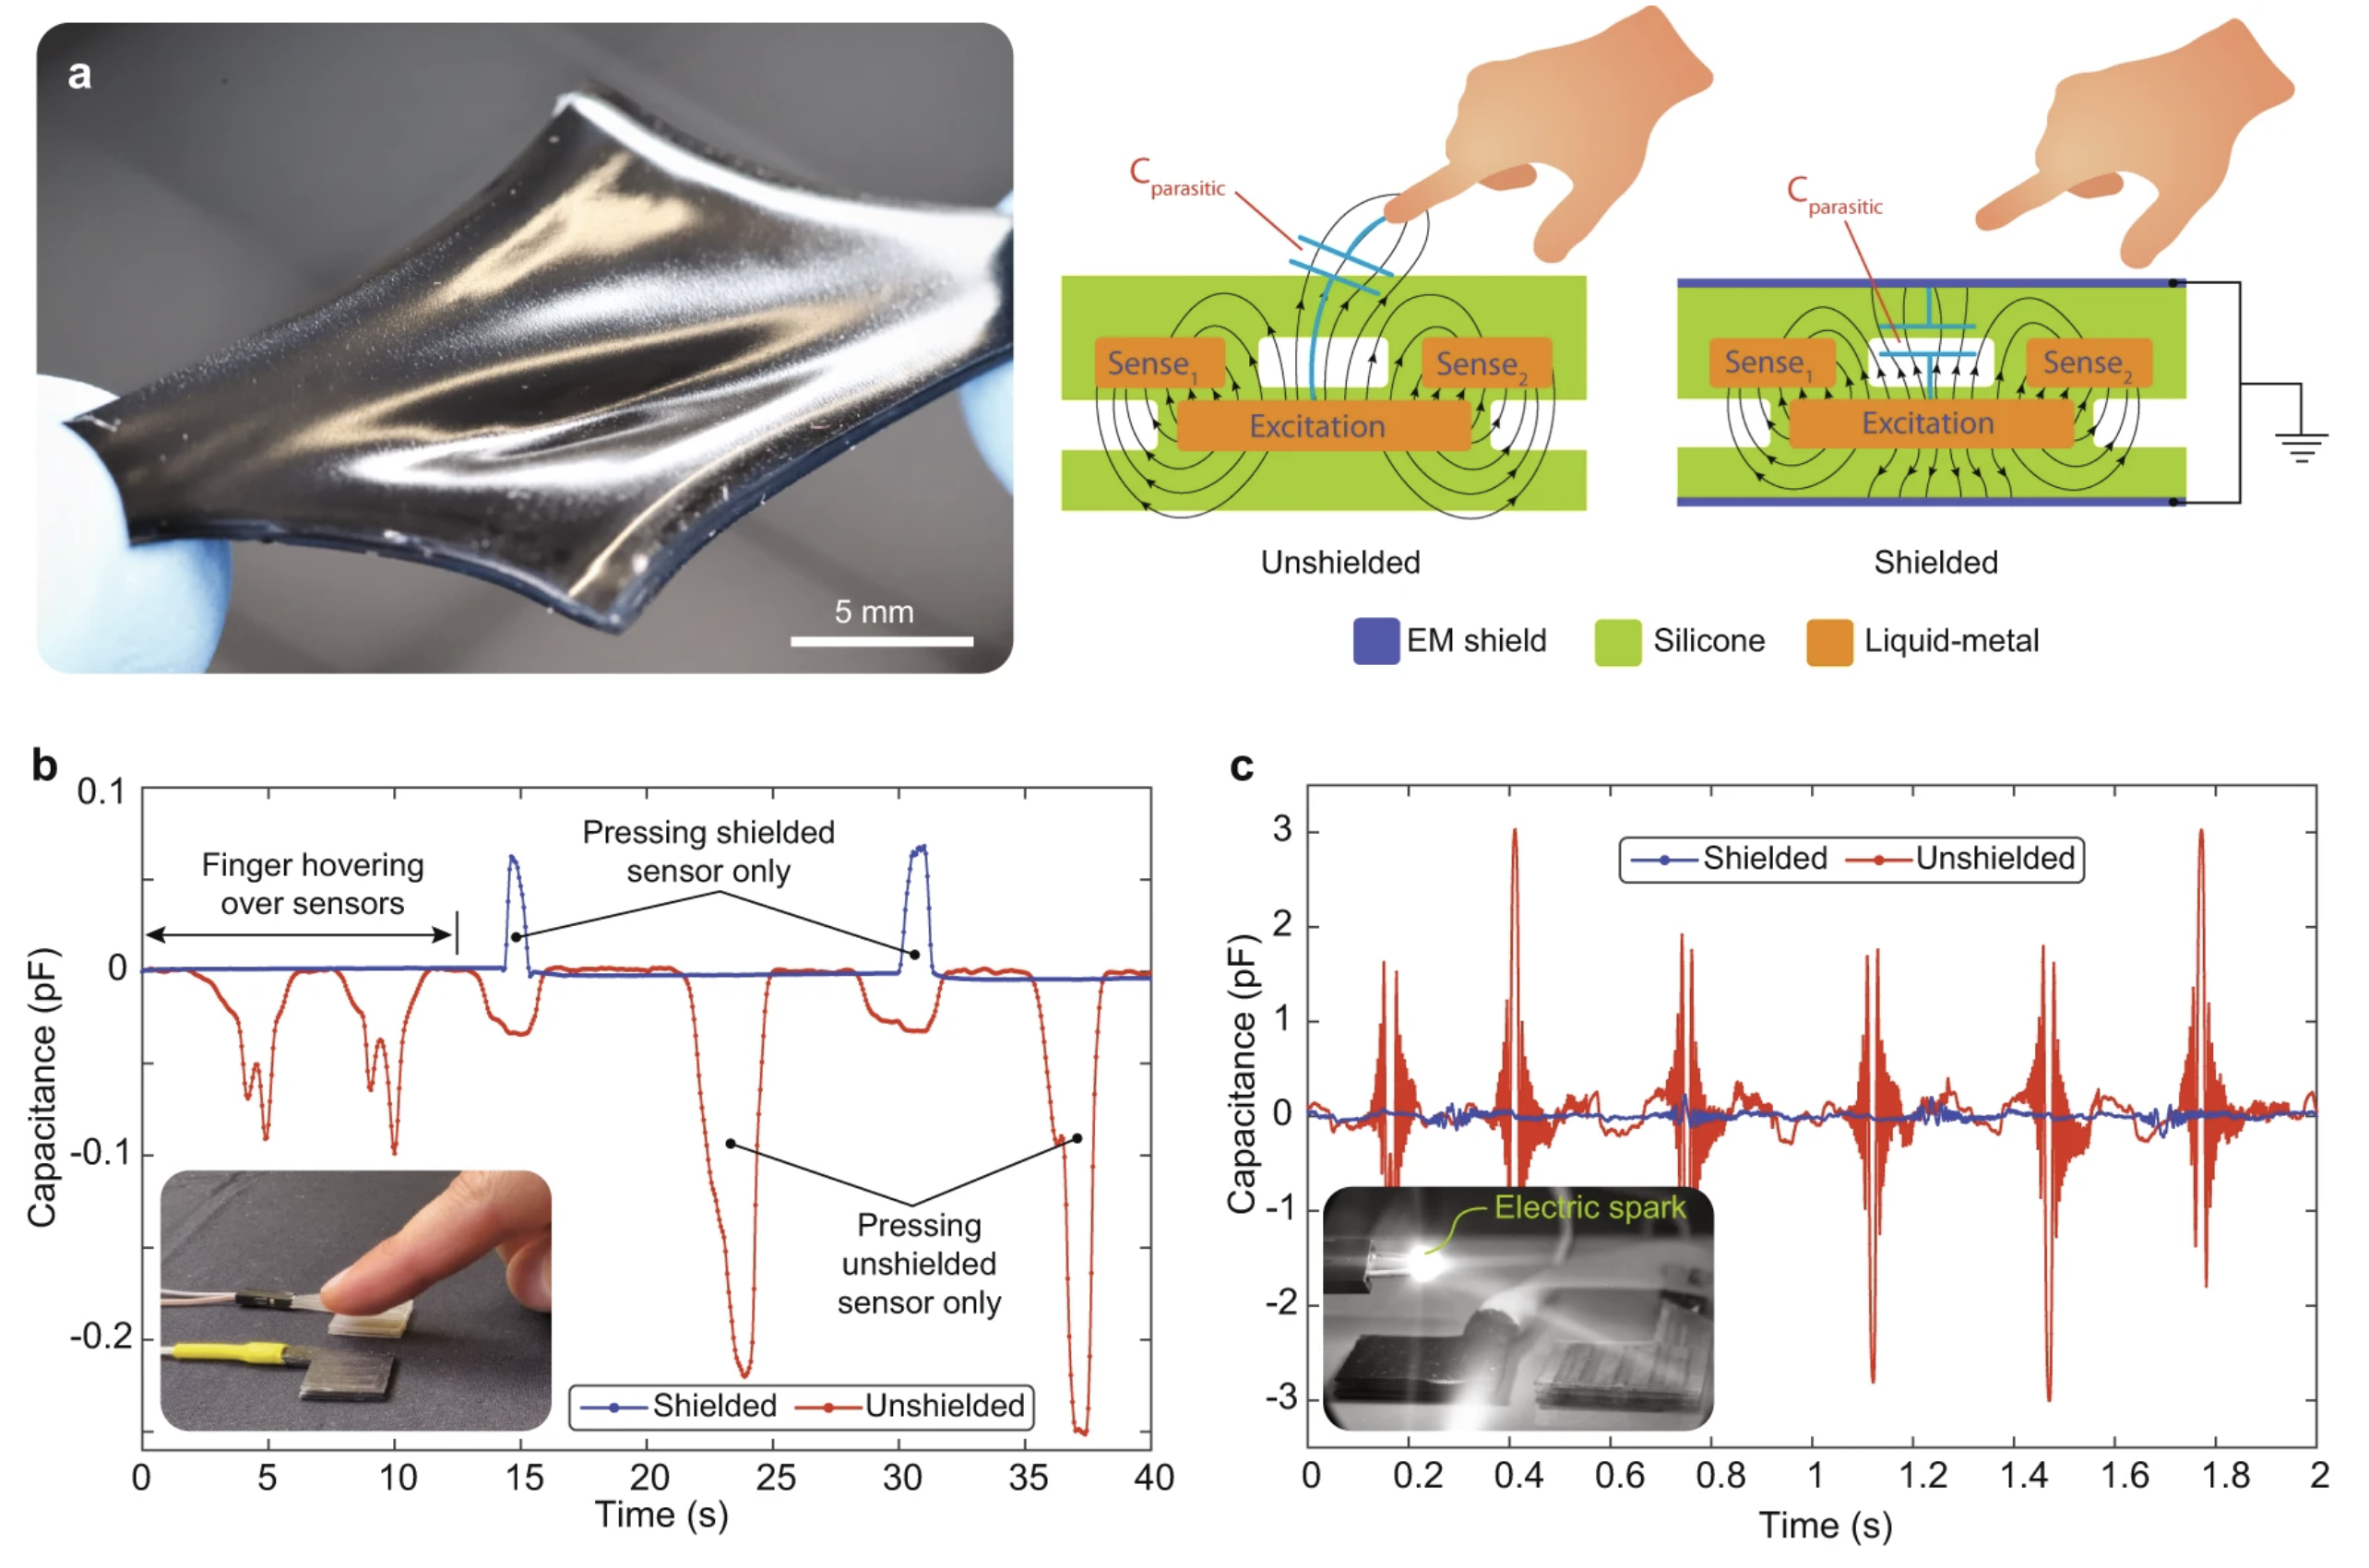 a
5 mm
C parasitic
C parasitic
Sense1
Sense2
Excitation
Sense1
Sense2
Excitation
Unshielded
Shielded
EM shield
Silicone
Liquid-metal
b
0.1
0
-0.1
-0.2
Capacitance (pF)
Finger hovering
over sensors
Pressing shielded
sensor only
Pressing
unshielded
sensor only
Shielded
Unshielded
0 5 10 15 20 25 30 35 40
Time (s)
c
3
2
1
0
-1
-2
-3
Capacitance (pF)
Shielded
Unshielded
Electric spark
0 0.2 0.4 0.6 0.8 1 1.2 1.4 1.6 1.8 2
Time (s)